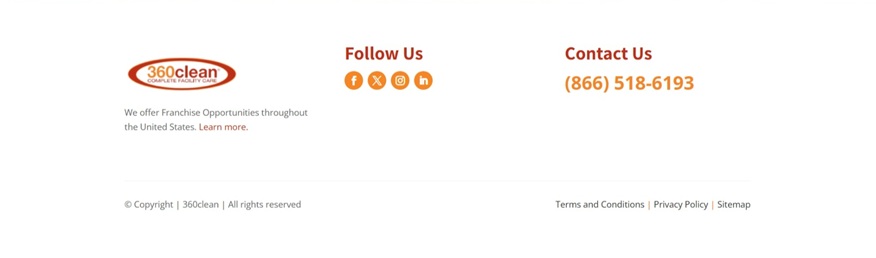 360clean
COMPLETE FACILITY CARE
We offer Franchise Opportunities throughout
the United States. Learn more.
Follow Us
Contact Us
(866) 518-6193
© Copyright | 360clean | All rights reserved
Terms and Conditions | Privacy Policy | Sitemap